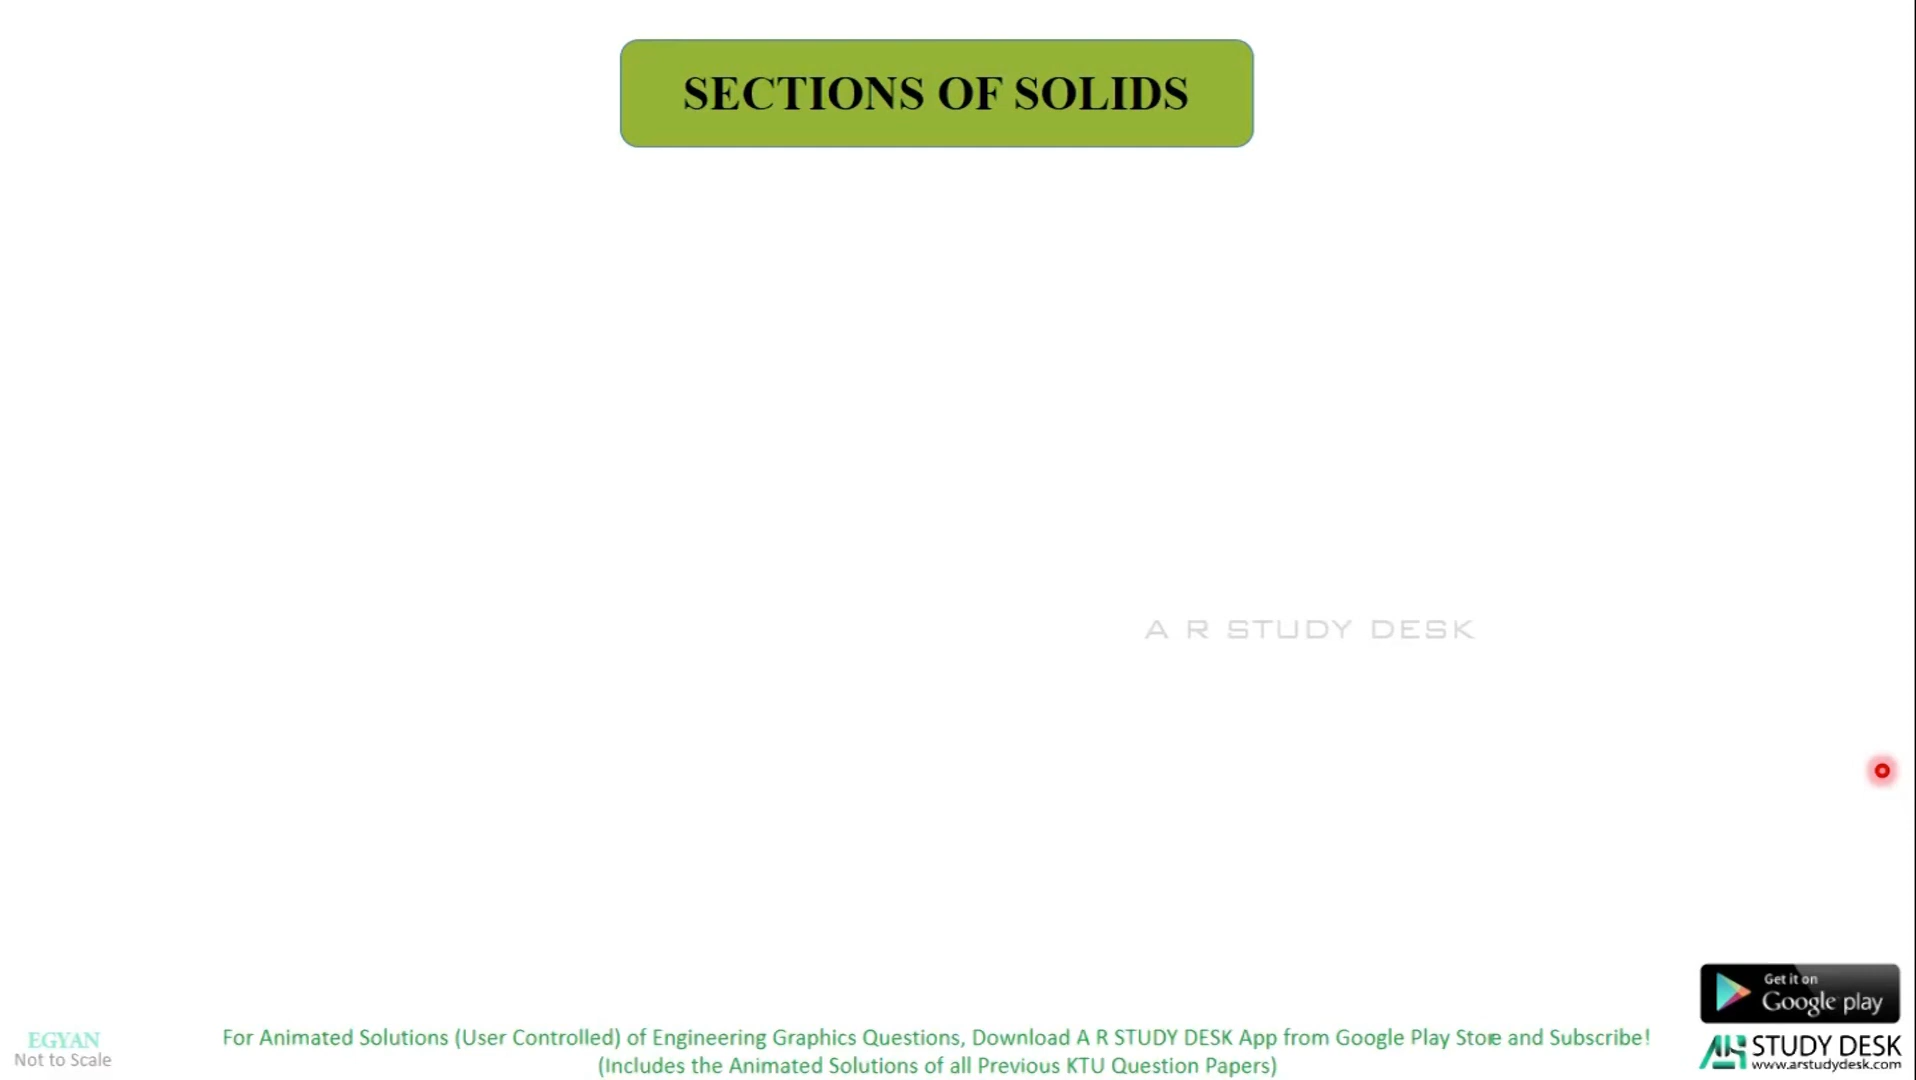 SECTIONS OF SOLIDS
A R STUDY DESK
Get it on
Google play
EGYAN
Not to Scale
For Animated Solutions (User Controlled) of Engineering Graphics Questions, Download A R STUDY DESK App from Google Play Store and Subscribe!
(Includes the Animated Solutions of all Previous KTU Question Papers)
AR STUDY DESK
www.arstudydesk.com